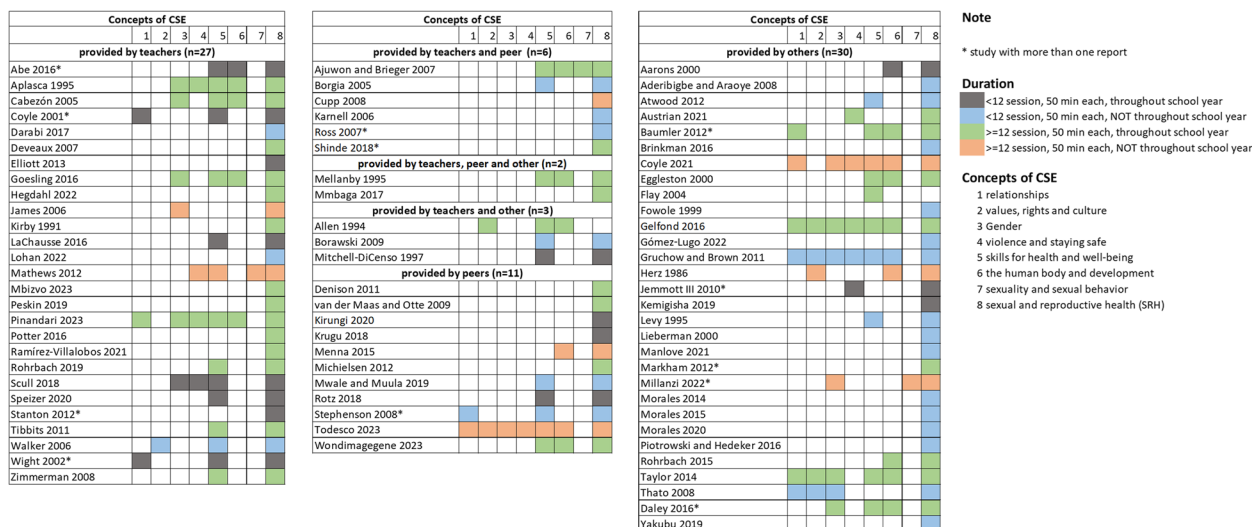 Concepts of CSE
1 2 3 4 5 6 7 8
provided by teachers (n=27)
Abe 2016*
Aplasca 1995
Cabezón 2005
Coyle 2001*
Darabi 2017
Deveaux 2007
Elliott 2013
Goesling 2016
Hegdahl 2022
James 2006
Kirby 1991
LaChausse 2016
Lohan 2022
Mathews 2012
Mbizvo 2023
Peskin 2019
Pinandari 2023
Potter 2016
Ramírez-Villalobos 2021
Rohrbach 2019
Scull 2018
Speizer 2020
Stanton 2012*
Tibbits 2011
Walker 2006
Wight 2002*
Zimmerman 2008
Concepts of CSE
1 2 3 4 5 6 7 8
provided by teachers and peer (n=6)
Ajuwon and Brieger 2007
Borgia 2005
Cupp 2008
Karnell 2006
Ross 2007*
Shinde 2018*
provided by teachers, peer and other (n=2)
Mellanby 1995
Mmbaga 2017
provided by teachers and other (n=3)
Allen 1994
Borawski 2009
Mitchell-DiCenso 1997
provided by peers (n=11)
Denison 2011
van der Maas and Otte 2009
Kirungi 2020
Krugu 2018
Menna 2015
Michielsen 2012
Mwale and Muula 2019
Rotz 2018
Stephenson 2008*
Todesco 2023
Wondimagegene 2023
Concepts of CSE
1 2 3 4 5 6 7 8
provided by others (n=30)
Aarons 2000
Aderibigbe and Araoye 2008
Atwood 2012
Austrian 2021
Baumler 2012*
Brinkman 2016
Coyle 2021
Eggleston 2000
Flay 2004
Fowole 1999
Gelfond 2016
Gómez-Lugo 2022
Gruchow and Brown 2011
Herz 1986
Jemmott III 2010*
Kemigisha 2019
Levy 1995
Lieberman 2000
Manlove 2021
Markham 2012*
Millanzi 2022*
Morales 2014
Morales 2015
Morales 2020
Piotrowski and Hedeker 2016
Rohrbach 2015
Taylor 2014
Thato 2008
Daley 2016*
Yakubu 2019
Note
* study with more than one report
Duration
<12 session, 50 min each, throughout school year
<12 session, 50 min each, NOT throughout school year
>=12 session, 50 min each, throughout school year
>=12 session, 50 min each, NOT throughout school year
Concepts of CSE
1 relationships
2 values, rights and culture
3 Gender
4 violence and staying safe
5 skills for health and well-being
6 the human body and development
7 sexuality and sexual behavior
8 sexual and reproductive health (SRH)